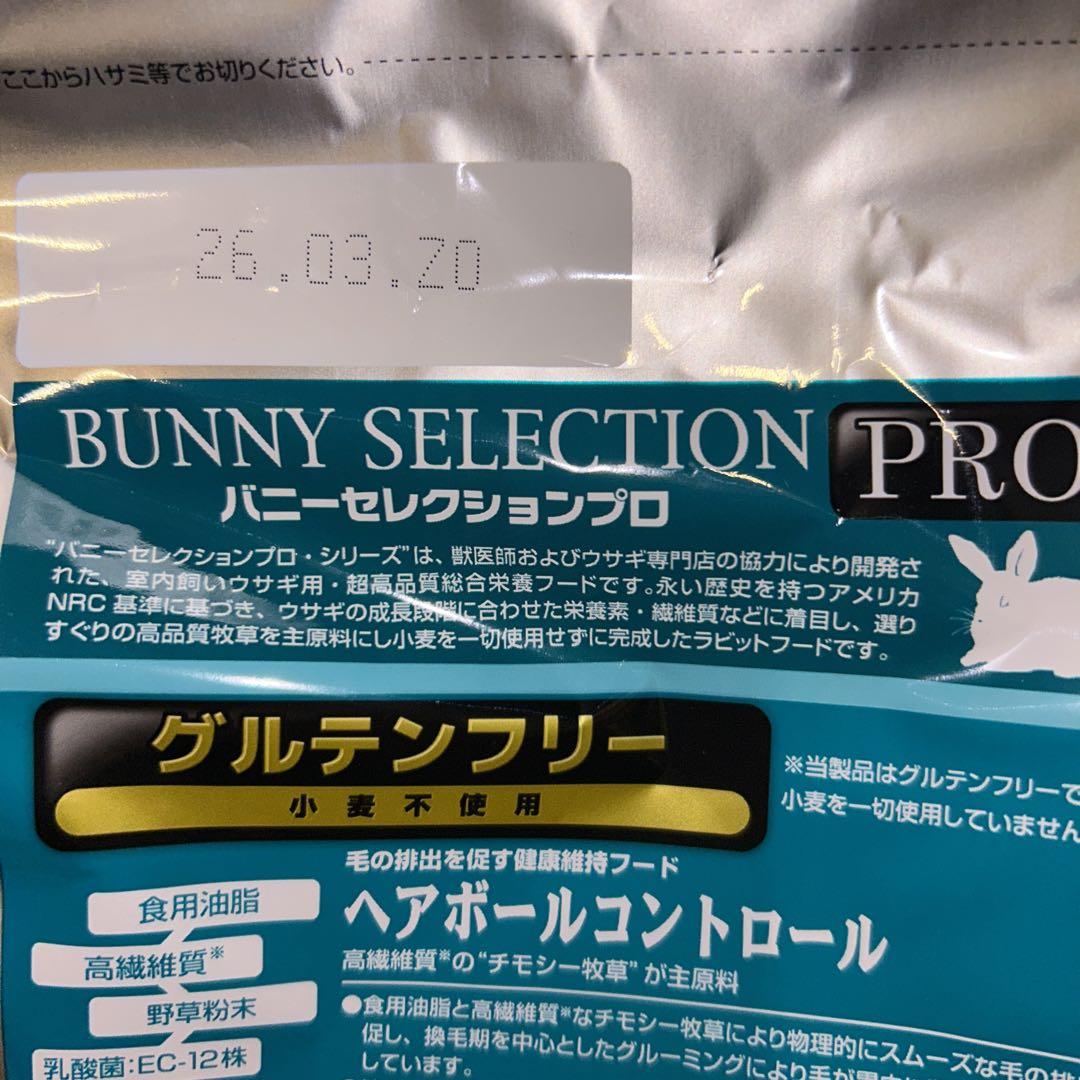 ここからハサミ等でお切りください。
26.03.20
BUNNY SELECTION PRO
バニーセレクションプロ
“バニーセレクションプロ・シリーズ”は、獣医師およびウサギ専門店の協力により開発さ
れた、室内飼いウサギ用・超高品質総合栄養フードです。永い歴史を持つアメリカ
NRC基準に基づき、ウサギの成長段階に合わせた栄養素・繊維質などに着目し、選り
すぐりの高品質牧草を主原料にし小麦を一切使用せずに完成したラビットフードです。
グルテンフリー
小麦不使用
※当製品はグルテンフリーで
小麦を一切使用していません
毛の排出を促す健康維持フード
ヘアボールコントロール
高繊維質※の“チモシー牧草”が主原料
食用油脂
高繊維質※
野草粉末
乳酸菌:EC-12株
●食用油脂と高繊維質※なチモシー牧草により物理的にスムーズな毛の排
促し、換毛期を中心としたグルーミングにより毛が胃内に
しています。